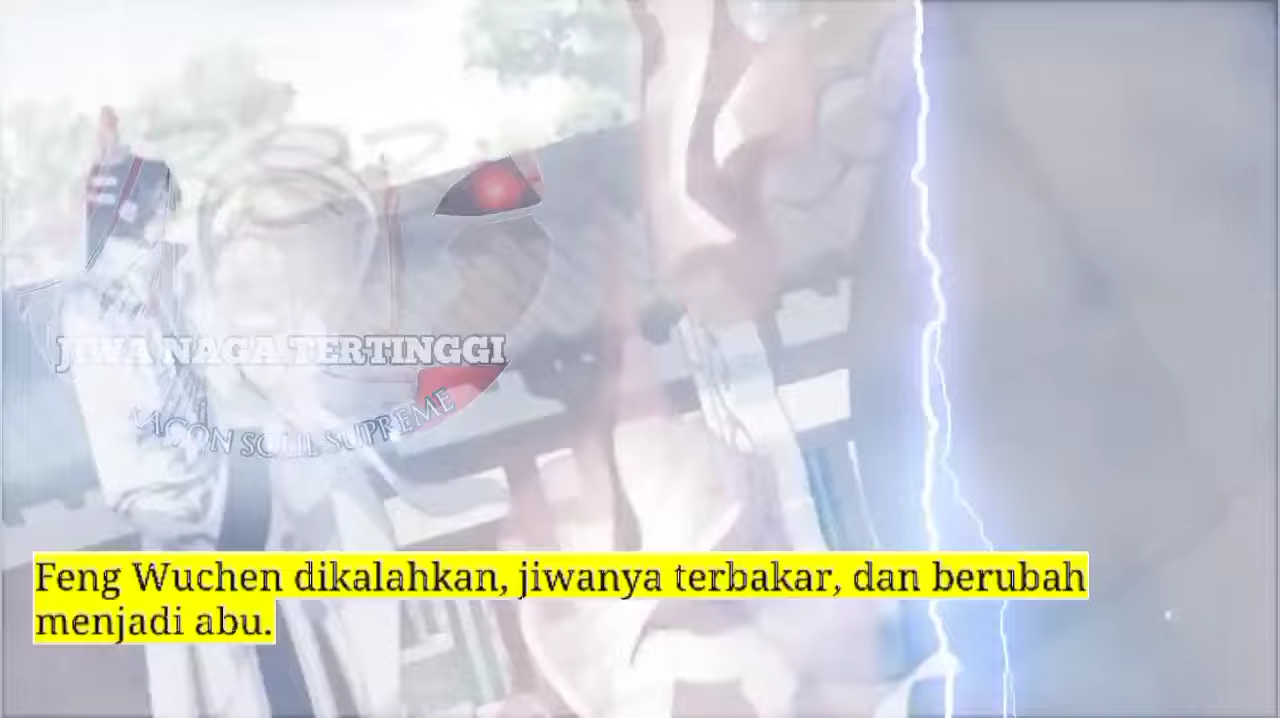 JIWA NAGA TERTINGGI
SOUL SUPREME
Feng Wuchen dikalahkan, jiwanya terbakar, dan berubah
menjadi abu.